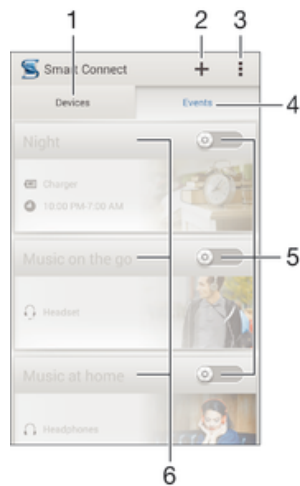 1 2 3
Smart Connect
Devices Events
4
Night
Charger
10:00 PM-7:00 AM
Music on the go
5
Headset
Music at home
Headphones
6